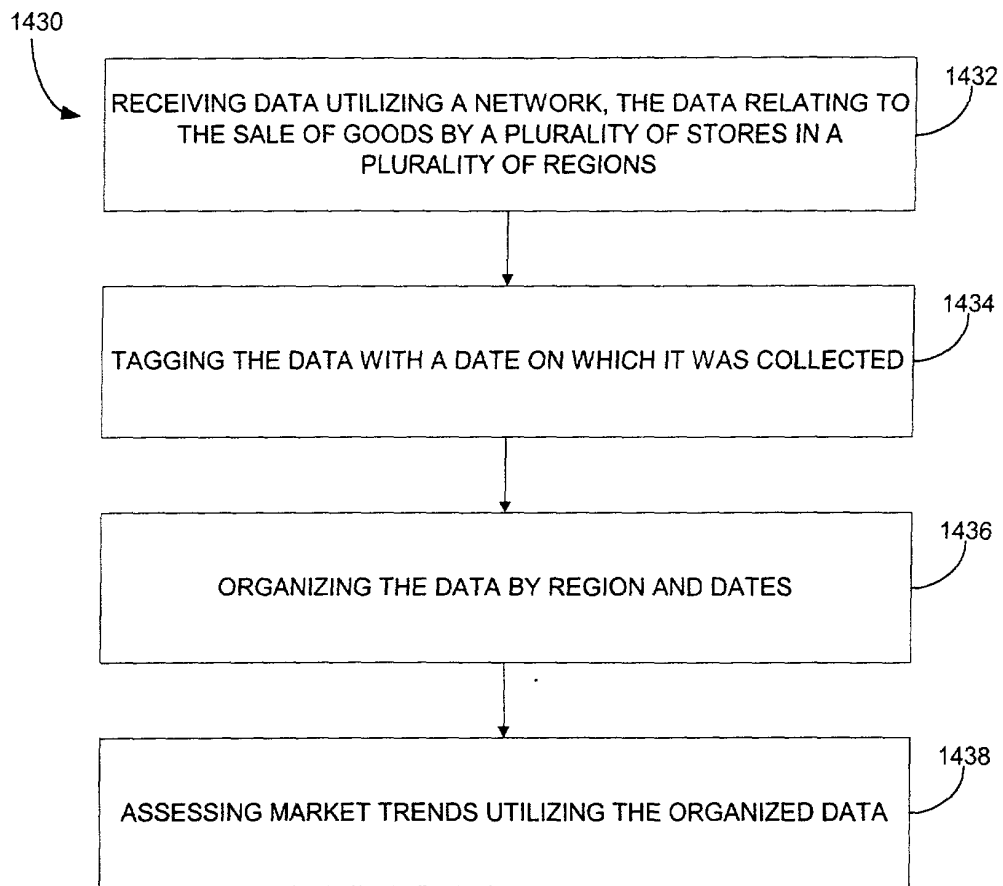 1430
1432
RECEIVING DATA UTILIZING A NETWORK, THE DATA RELATING TO
THE SALE OF GOODS BY A PLURALITY OF STORES IN A
PLURALITY OF REGIONS
1434
TAGGING THE DATA WITH A DATE ON WHICH IT WAS COLLECTED
1436
ORGANIZING THE DATA BY REGION AND DATES
1438
ASSESSING MARKET TRENDS UTILIZING THE ORGANIZED DATA